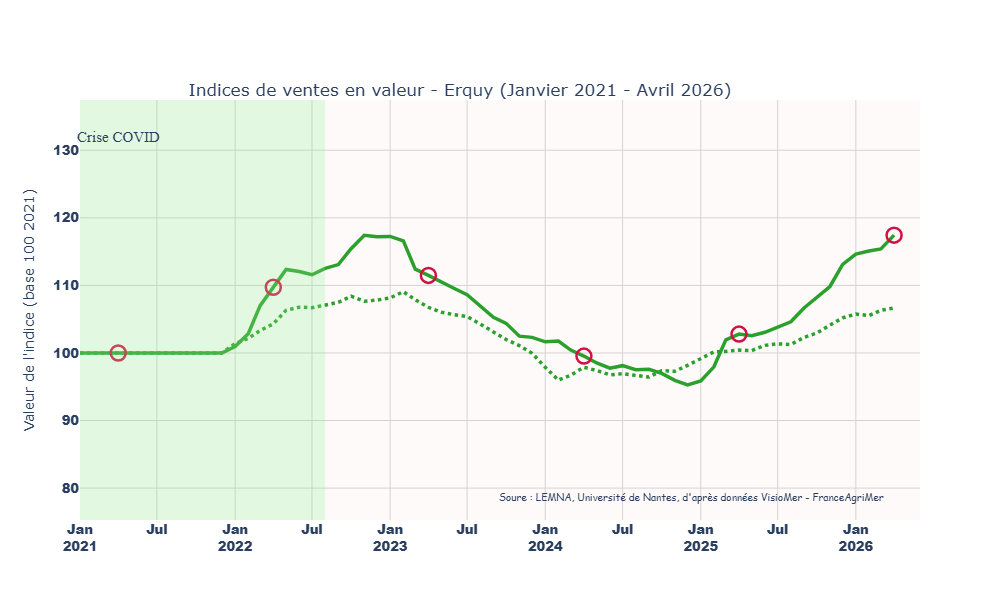 Indices de ventes en valeur - Erquy (Janvier 2021 - Avril 2026)
Crise COVID
Valeur de l'indice (base 100 2021)
130
120
110
100
90
80
Soure : LEMNA, Université de Nantes, d'après données VisioMer - FranceAgriMer
Jan Jul Jan Jul Jan Jul Jan Jul Jan Jul Jan
2021 2022 2023 2024 2025 2026